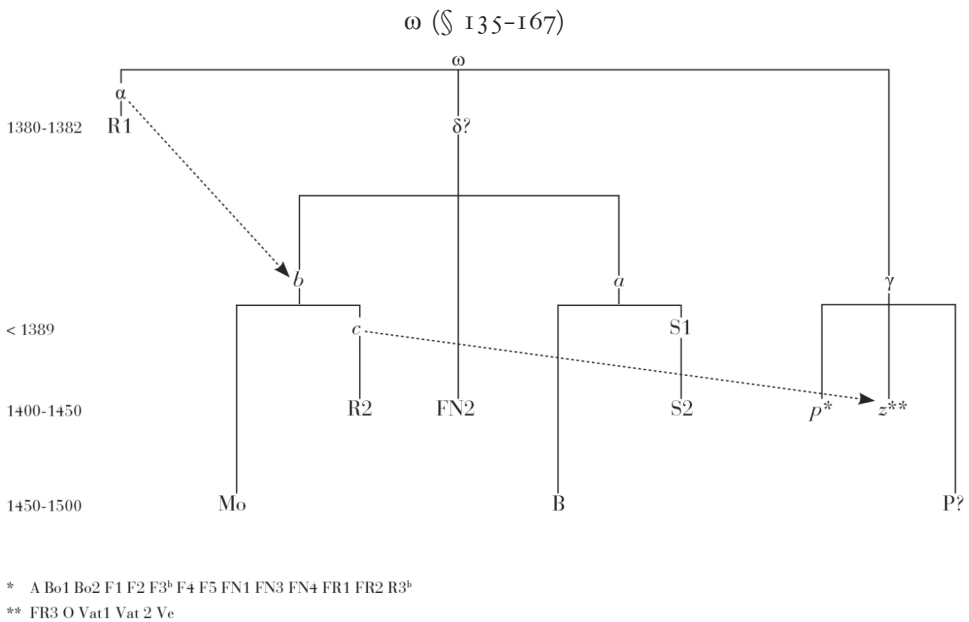 ω (§ 135-167)
ω
α
1380-1382 R1 δ?
b a γ
< 1389 c S1
1400-1450 R2 FN2 S2 p* z**
1450-1500 Mo B P?
* A Bo1 Bo2 F1 F2 F3ᵇ F4 F5 FN1 FN3 FN4 FR1 FR2 R3ᵇ
** FR3 O Vat1 Vat 2 Ve